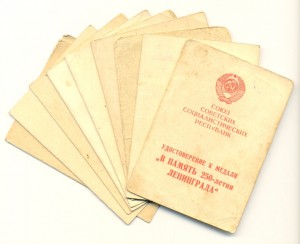 СОЮЗ
СОВЕТСКИХ
СОЦИАЛИСТИЧЕСКИХ
РЕСПУБЛИК
УДОСТОВЕРЕНИЕ К МЕДАЛИ
„В ПАМЯТЬ 250-летия
ЛЕНИНГРАДА"